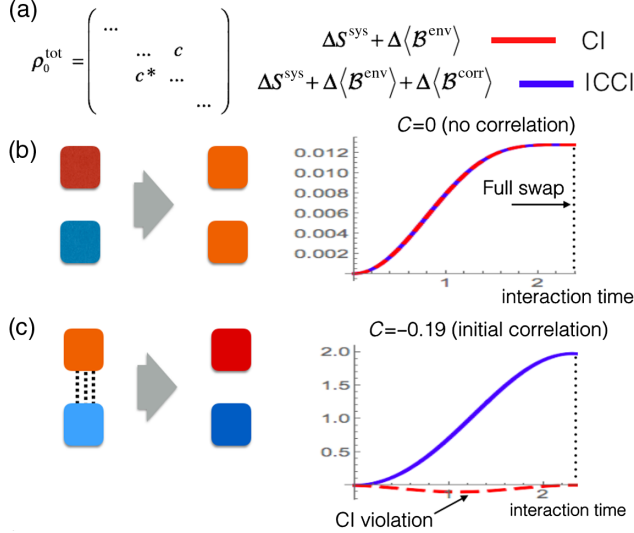 (a)
ρ₀ᵗᵒᵗ = ( ... ... c c* ... ... )
ΔSˢʸˢ + Δ⟨ℬᵉⁿᵛ⟩ CI
ΔSˢʸˢ + Δ⟨ℬᵉⁿᵛ⟩ + Δ⟨ℬᶜᵒʳʳ⟩ ICCI
(b)
C=0 (no correlation)
0.012
0.010
0.008
0.006
0.004
0.002
Full swap
1 2
interaction time
(c)
C=–0.19 (initial correlation)
2.0
1.5
1.0
0.5
1 2
interaction time
CI violation